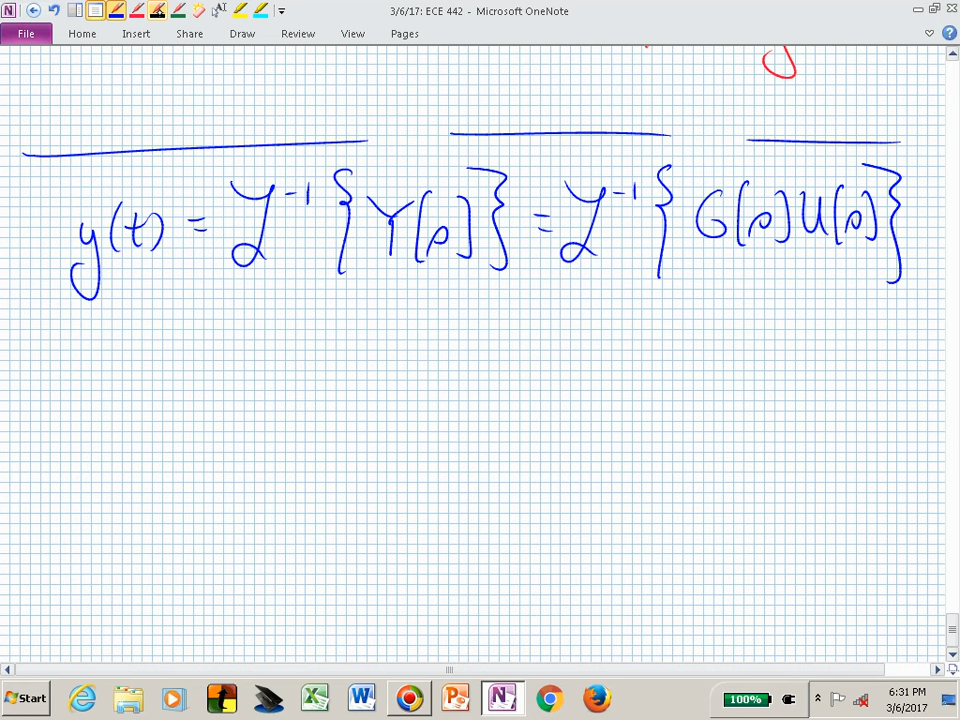 3/6/17: ECE 442 - Microsoft OneNote
File Home Insert Share Draw Review View Pages
y(t) = ℒ⁻¹{Y(s)} = ℒ⁻¹{G(s)U(s)}
Start 100% 6:31 PM
3/6/2017